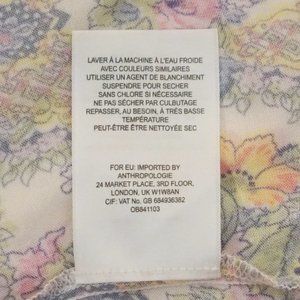 LAVER À LA MACHINE À L'EAU FROIDE
AVEC COULEURS SIMILAIRES
UTILISER UN AGENT DE BLANCHIMENT
SUSPENDRE POUR SECHER
SANS CHLORE SI NÉCESSAIRE
NE PAS SÉCHER PAR CULBUTAGE
REPASSER, AU BESOIN, À TRÈS BASSE
TEMPÉRATURE
PEUT-ÊTRE ÊTRE NETTOYÉE SEC
FOR EU: IMPORTED BY
ANTHROPOLOGIE
24 MARKET PLACE, 3RD FLOOR,
LONDON, UK W1W8AN
CIF: VAT No. GB 684936382
OB841103